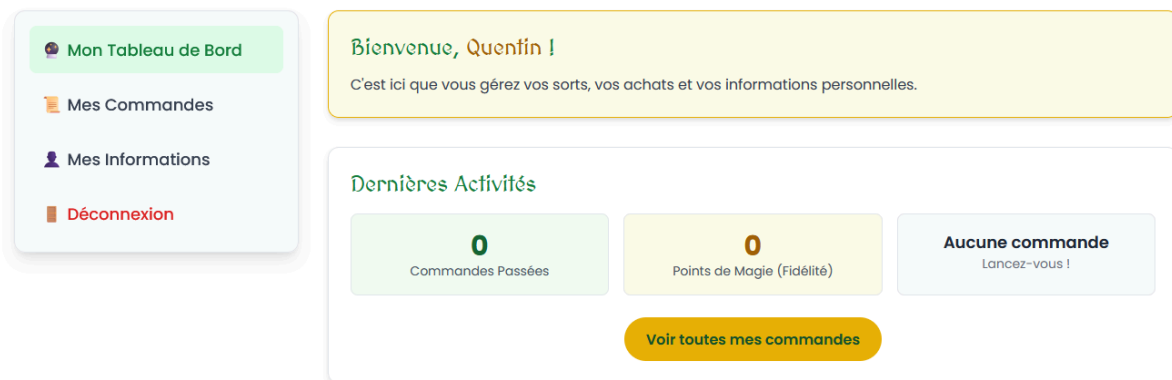 Mon Tableau de Bord
Mes Commandes
Mes Informations
Déconnexion
Bienvenue, Quentin !
C'est ici que vous gérez vos sorts, vos achats et vos informations personnelles.
Dernières Activités
0
Commandes Passées
0
Points de Magie (Fidélité)
Aucune commande
Lancez-vous !
Voir toutes mes commandes